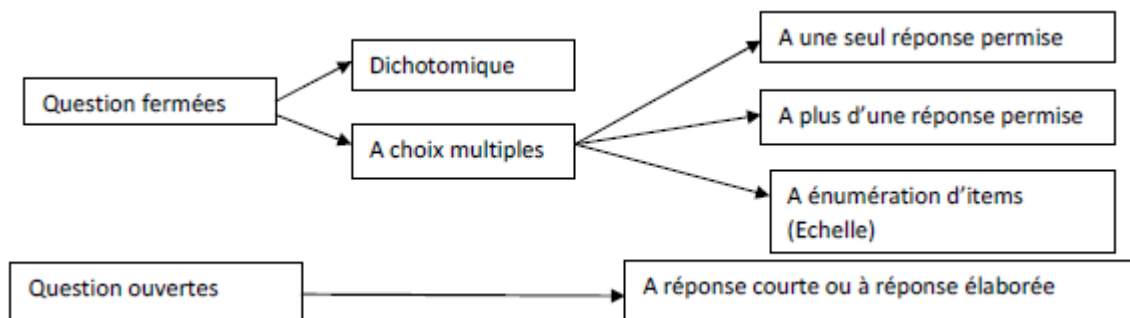 Question fermées
Dichotomique
A choix multiples
A une seul réponse permise
A plus d’une réponse permise
A énumération d’items
(Echelle)
Question ouvertes
A réponse courte ou à réponse élaborée